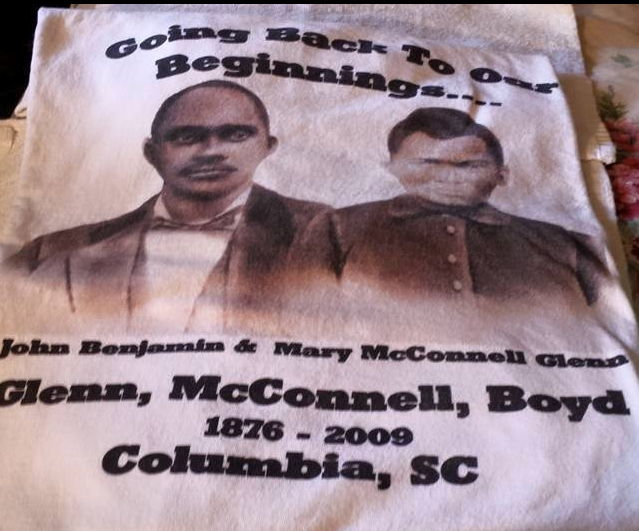 Going Back To Our
Beginnings....
John Benjamin & Mary McConnell Glenn
Glenn, McConnell, Boyd
1876 - 2009
Columbia, SC